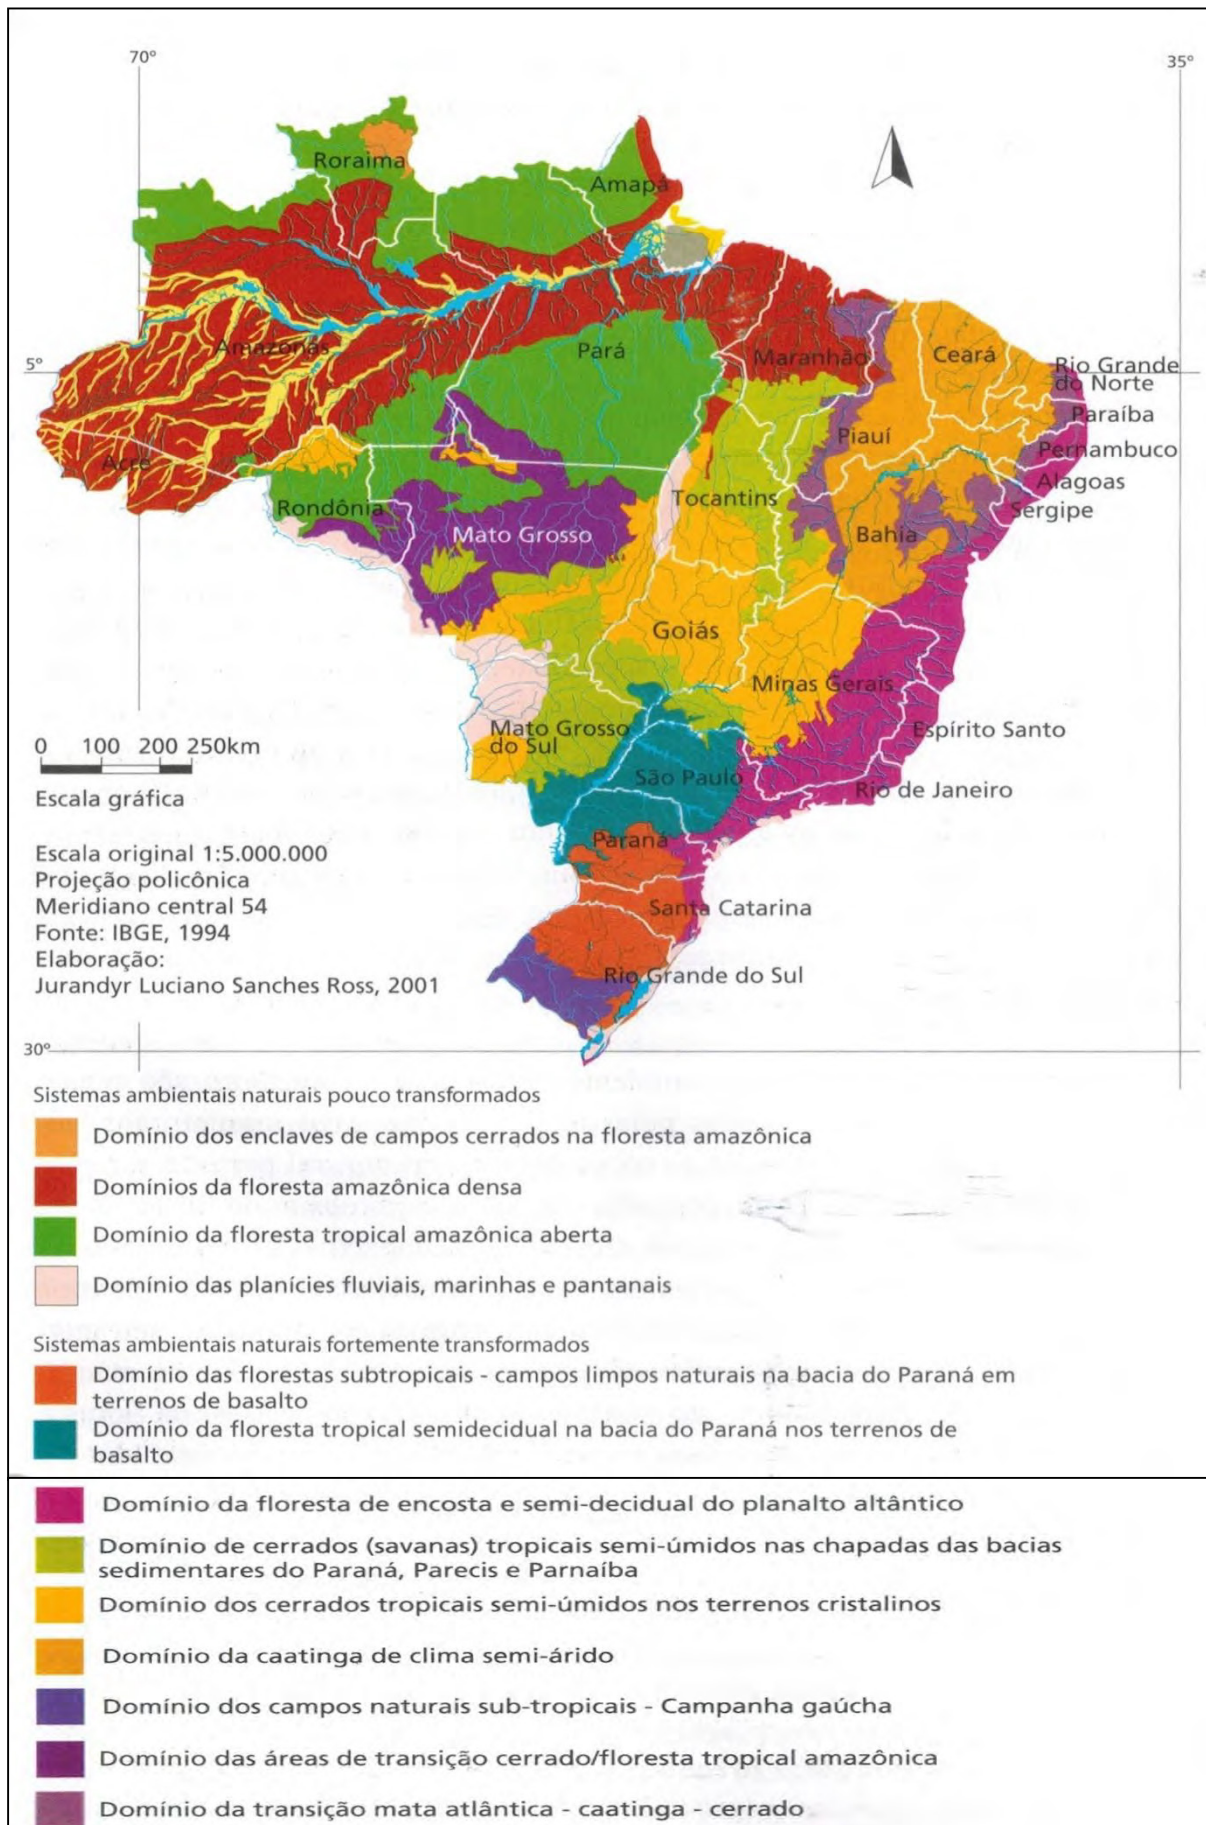 70º
35º
Roraima
Amapá
Amazonas
Pará
Maranhão
Ceará
5º
Rio Grande
do Norte
Paraíba
Piauí
Pernambuco
Acre
Alagoas
Rondônia
Tocantins
Sergipe
Mato Grosso
Bahia
Goiás
Minas Gerais
Mato Grosso
do Sul
Espírito Santo
0 100 200 250km
São Paulo
Rio de Janeiro
Escala gráfica
Paraná
Escala original 1:5.000.000
Projeção policônica
Meridiano central 54
Santa Catarina
Fonte: IBGE, 1994
Elaboração:
Rio Grande do Sul
Jurandyr Luciano Sanches Ross, 2001
30º
Sistemas ambientais naturais pouco transformados
Domínio dos enclaves de campos cerrados na floresta amazônica
Domínios da floresta amazônica densa
Domínio da floresta tropical amazônica aberta
Domínio das planícies fluviais, marinhas e pantanais
Sistemas ambientais naturais fortemente transformados
Domínio das florestas subtropicais - campos limpos naturais na bacia do Paraná em
terrenos de basalto
Domínio da floresta tropical semidecidual na bacia do Paraná nos terrenos de
basalto
Domínio da floresta de encosta e semi-decidual do planalto altântico
Domínio de cerrados (savanas) tropicais semi-úmidos nas chapadas das bacias
sedimentares do Paraná, Parecis e Parnaíba
Domínio dos cerrados tropicais semi-úmidos nos terrenos cristalinos
Domínio da caatinga de clima semi-árido
Domínio dos campos naturais sub-tropicais - Campanha gaúcha
Domínio das áreas de transição cerrado/floresta tropical amazônica
Domínio da transição mata atlântica - caatinga - cerrado